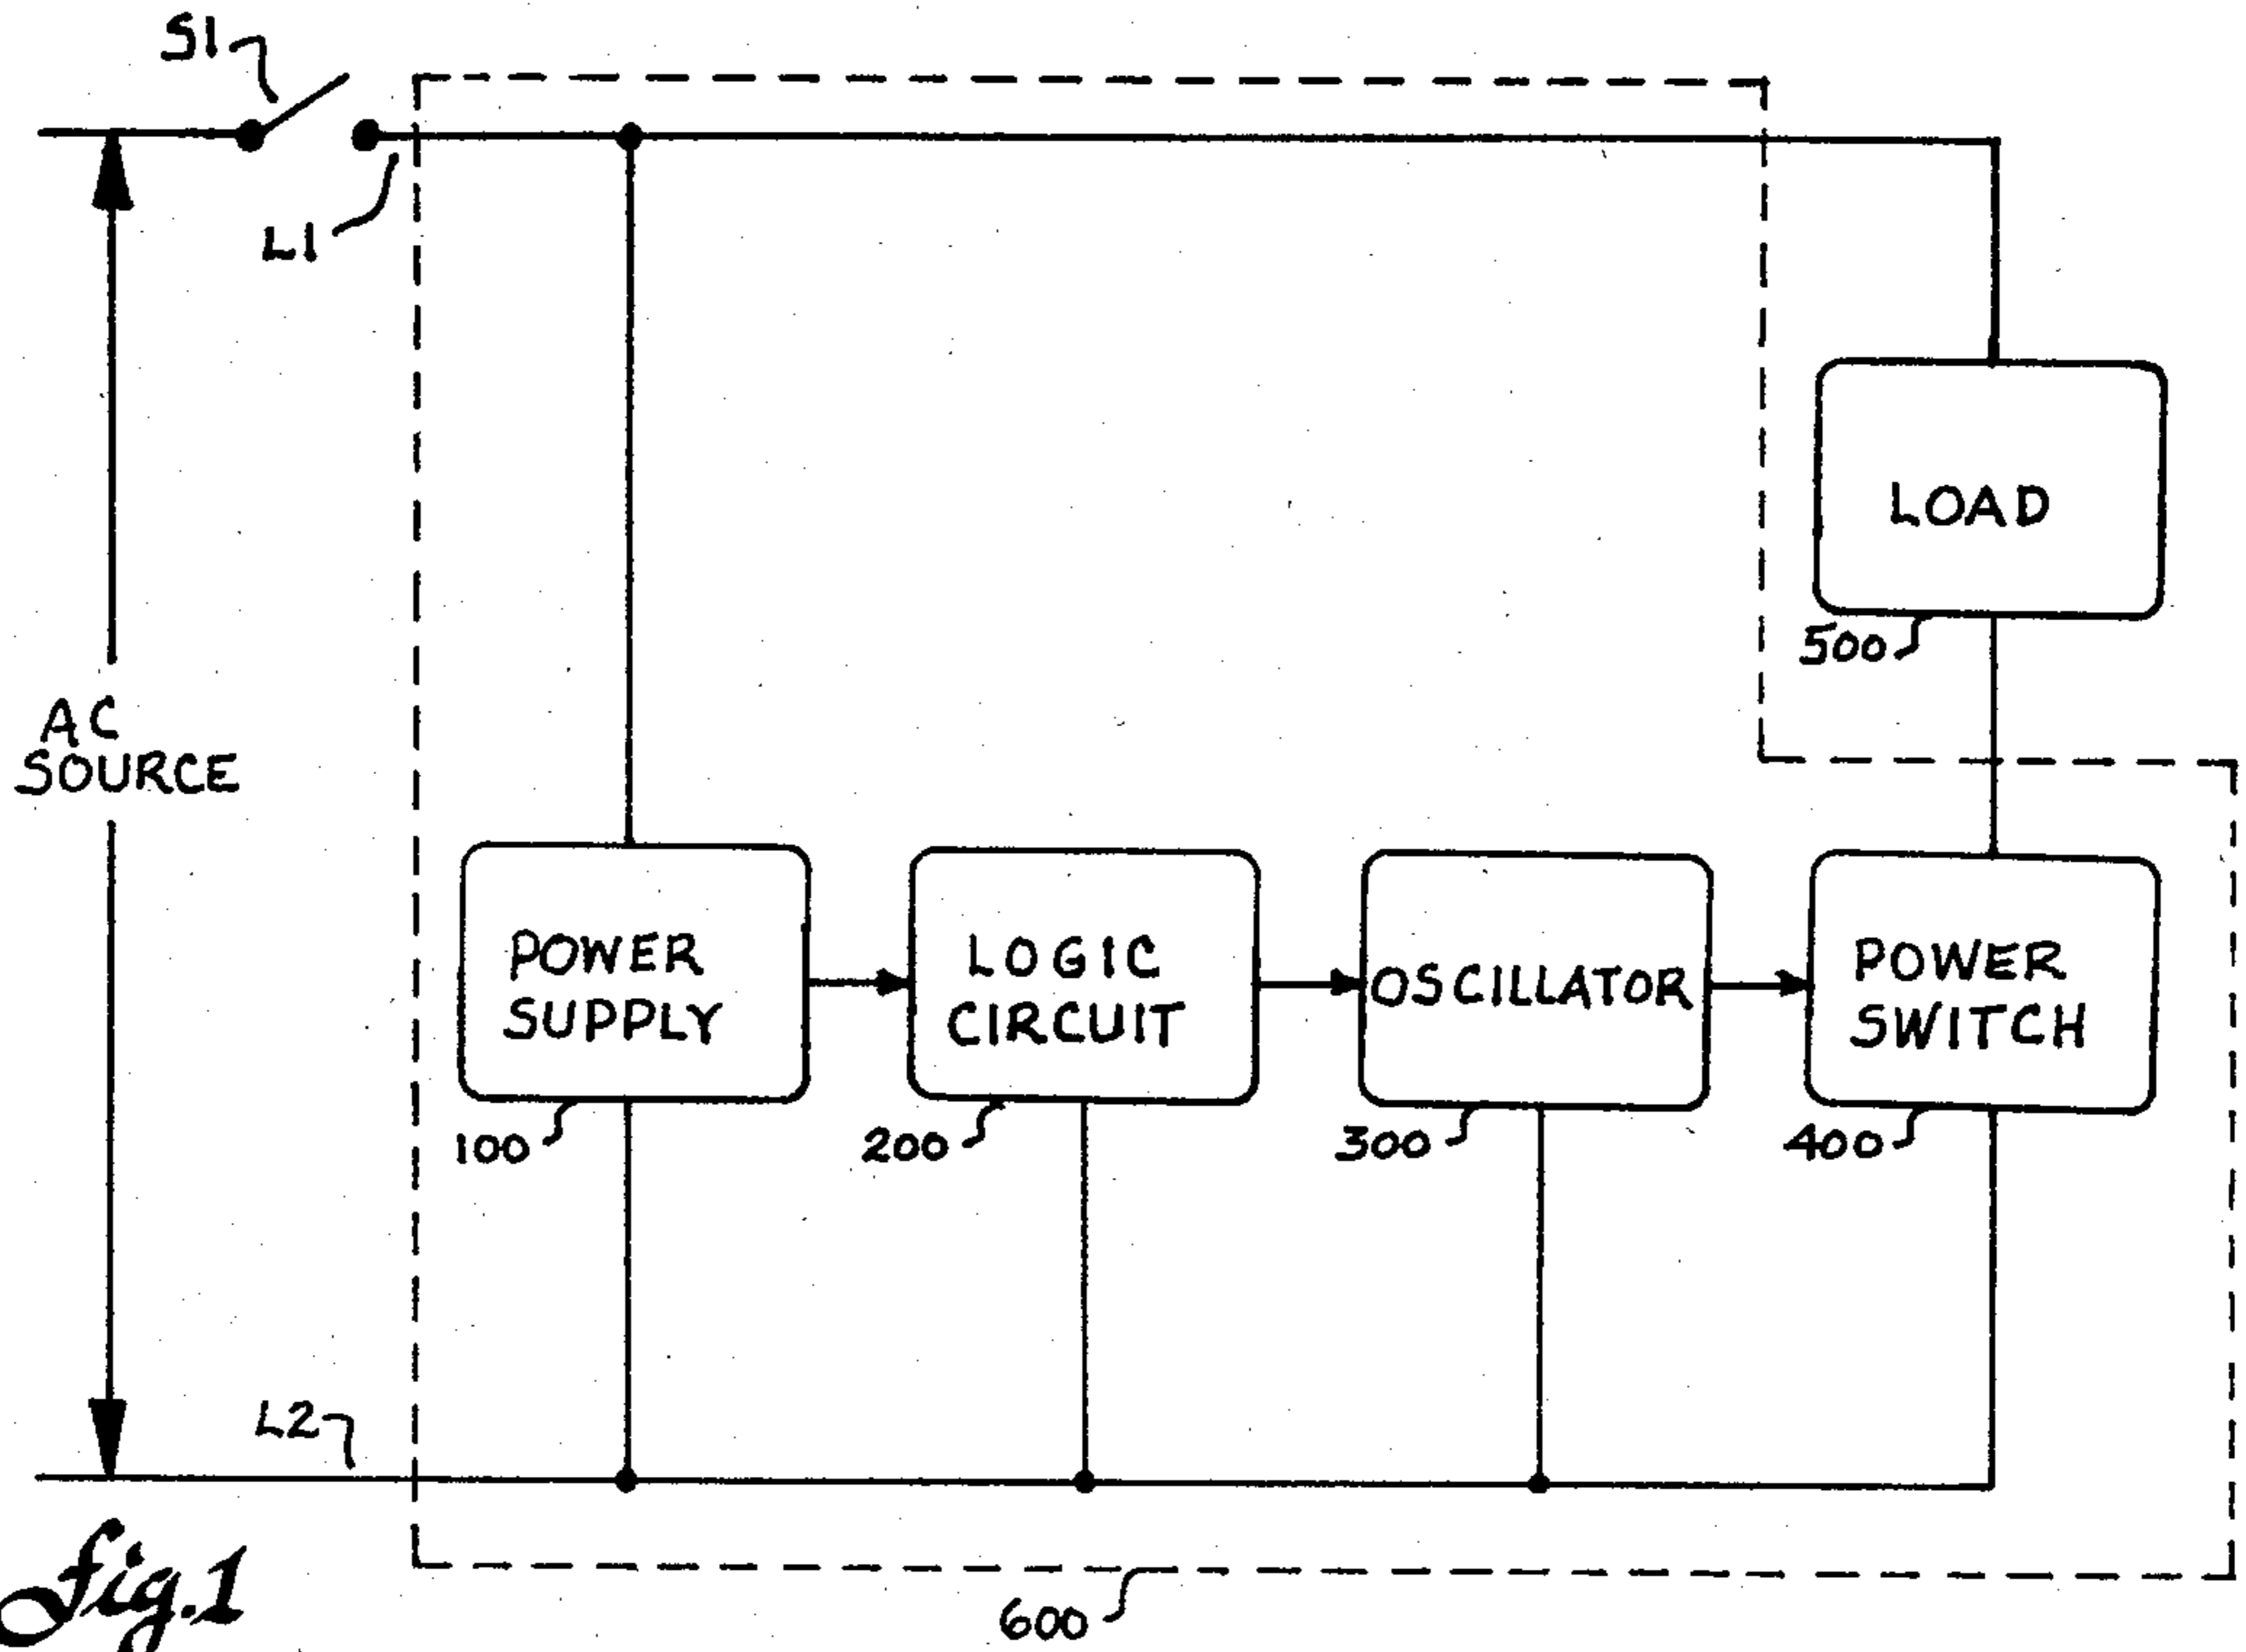 S1
L1
LOAD
500
AC
SOURCE
POWER
SUPPLY
LOGIC
CIRCUIT
OSCILLATOR
POWER
SWITCH
100
200
300
400
L2
Fig.1
600